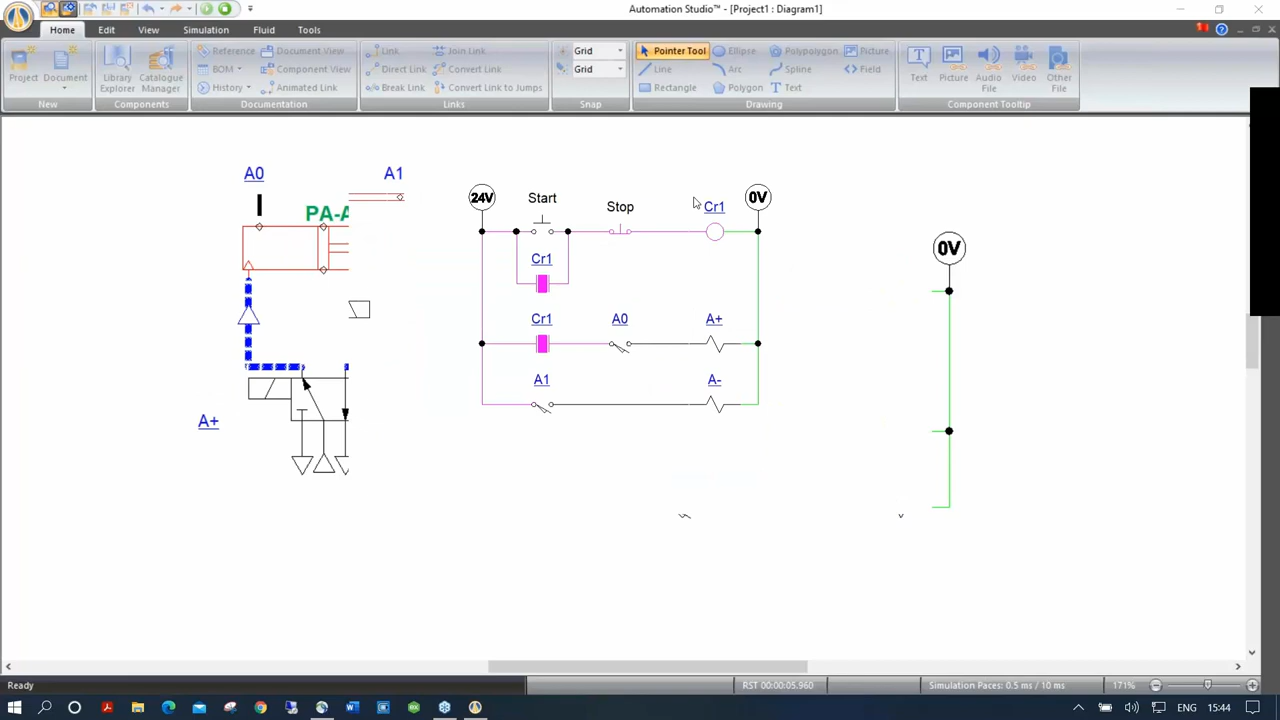 Automation Studio™ - [Project1 : Diagram1]
Home Edit View Simulation Fluid Tools
Project
Document
New
Library Explorer
Catalogue Manager
Components
Reference
Document View
BOM
Component View
History
Animated Link
Documentation
Link
Join Link
Direct Link
Convert Link
Break Link
Convert Link to Jumps
Links
Grid
Grid
Snap
Pointer Tool
Ellipse
Polypolygon
Picture
Line
Arc
Spline
Field
Rectangle
Polygon
Text
Drawing
Text
Picture
Audio File
Video
Other File
Component Tooltip
A0
A1
PA-A
A+
24V
Start
Stop
Cr1
0V
Cr1
Cr1
A0
A+
A1
A-
0V
Ready
RST 00:00:05.960
Simulation Paces: 0.5 ms / 10 ms
171%
ENG
15:44